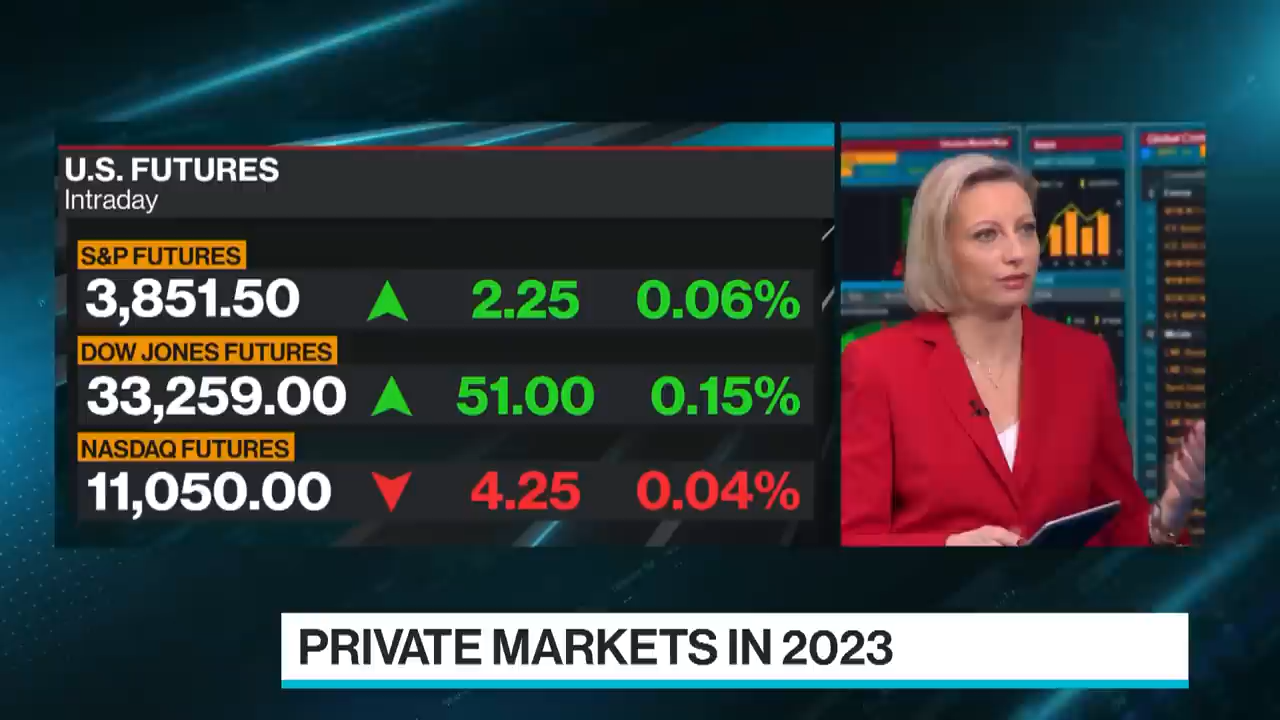 U.S. FUTURES
Intraday
S&P FUTURES
3,851.50 2.25 0.06%
DOW JONES FUTURES
33,259.00 51.00 0.15%
NASDAQ FUTURES
11,050.00 4.25 0.04%
PRIVATE MARKETS IN 2023